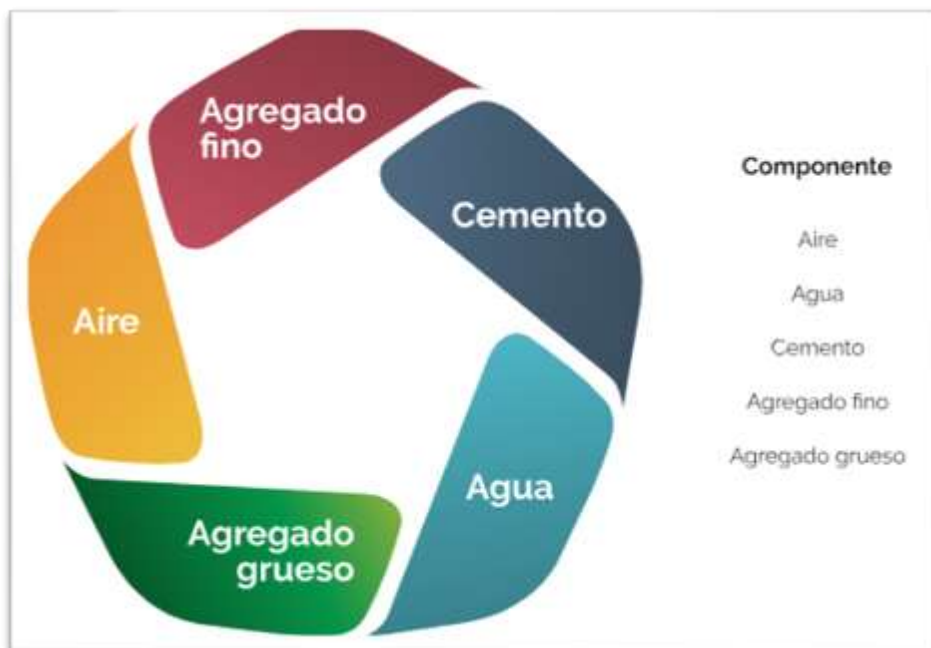 Agregado
fino
Cemento
Aire
Agua
Agregado
grueso
Componente
Aire
Agua
Cemento
Agregado fino
Agregado grueso